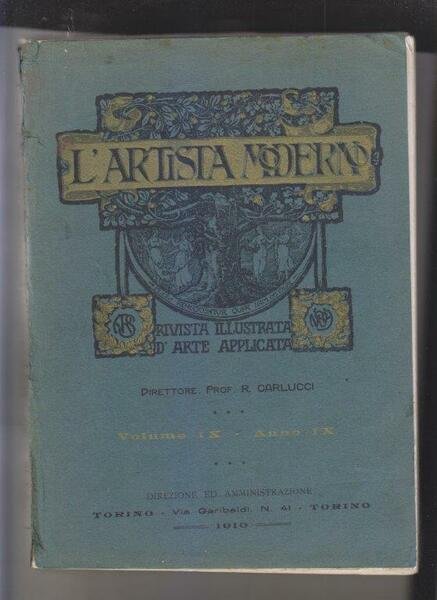 L'ARTISTA MODERNO
RIVISTA ILLUSTRATA
D'ARTE APPLICATA
DIRETTORE PROF. R. CARLUCCI
Volume IX - Anno IX
DIREZIONE ED AMMINISTRAZIONE
TORINO - Via Garibaldi, N. 41 - TORINO
1910